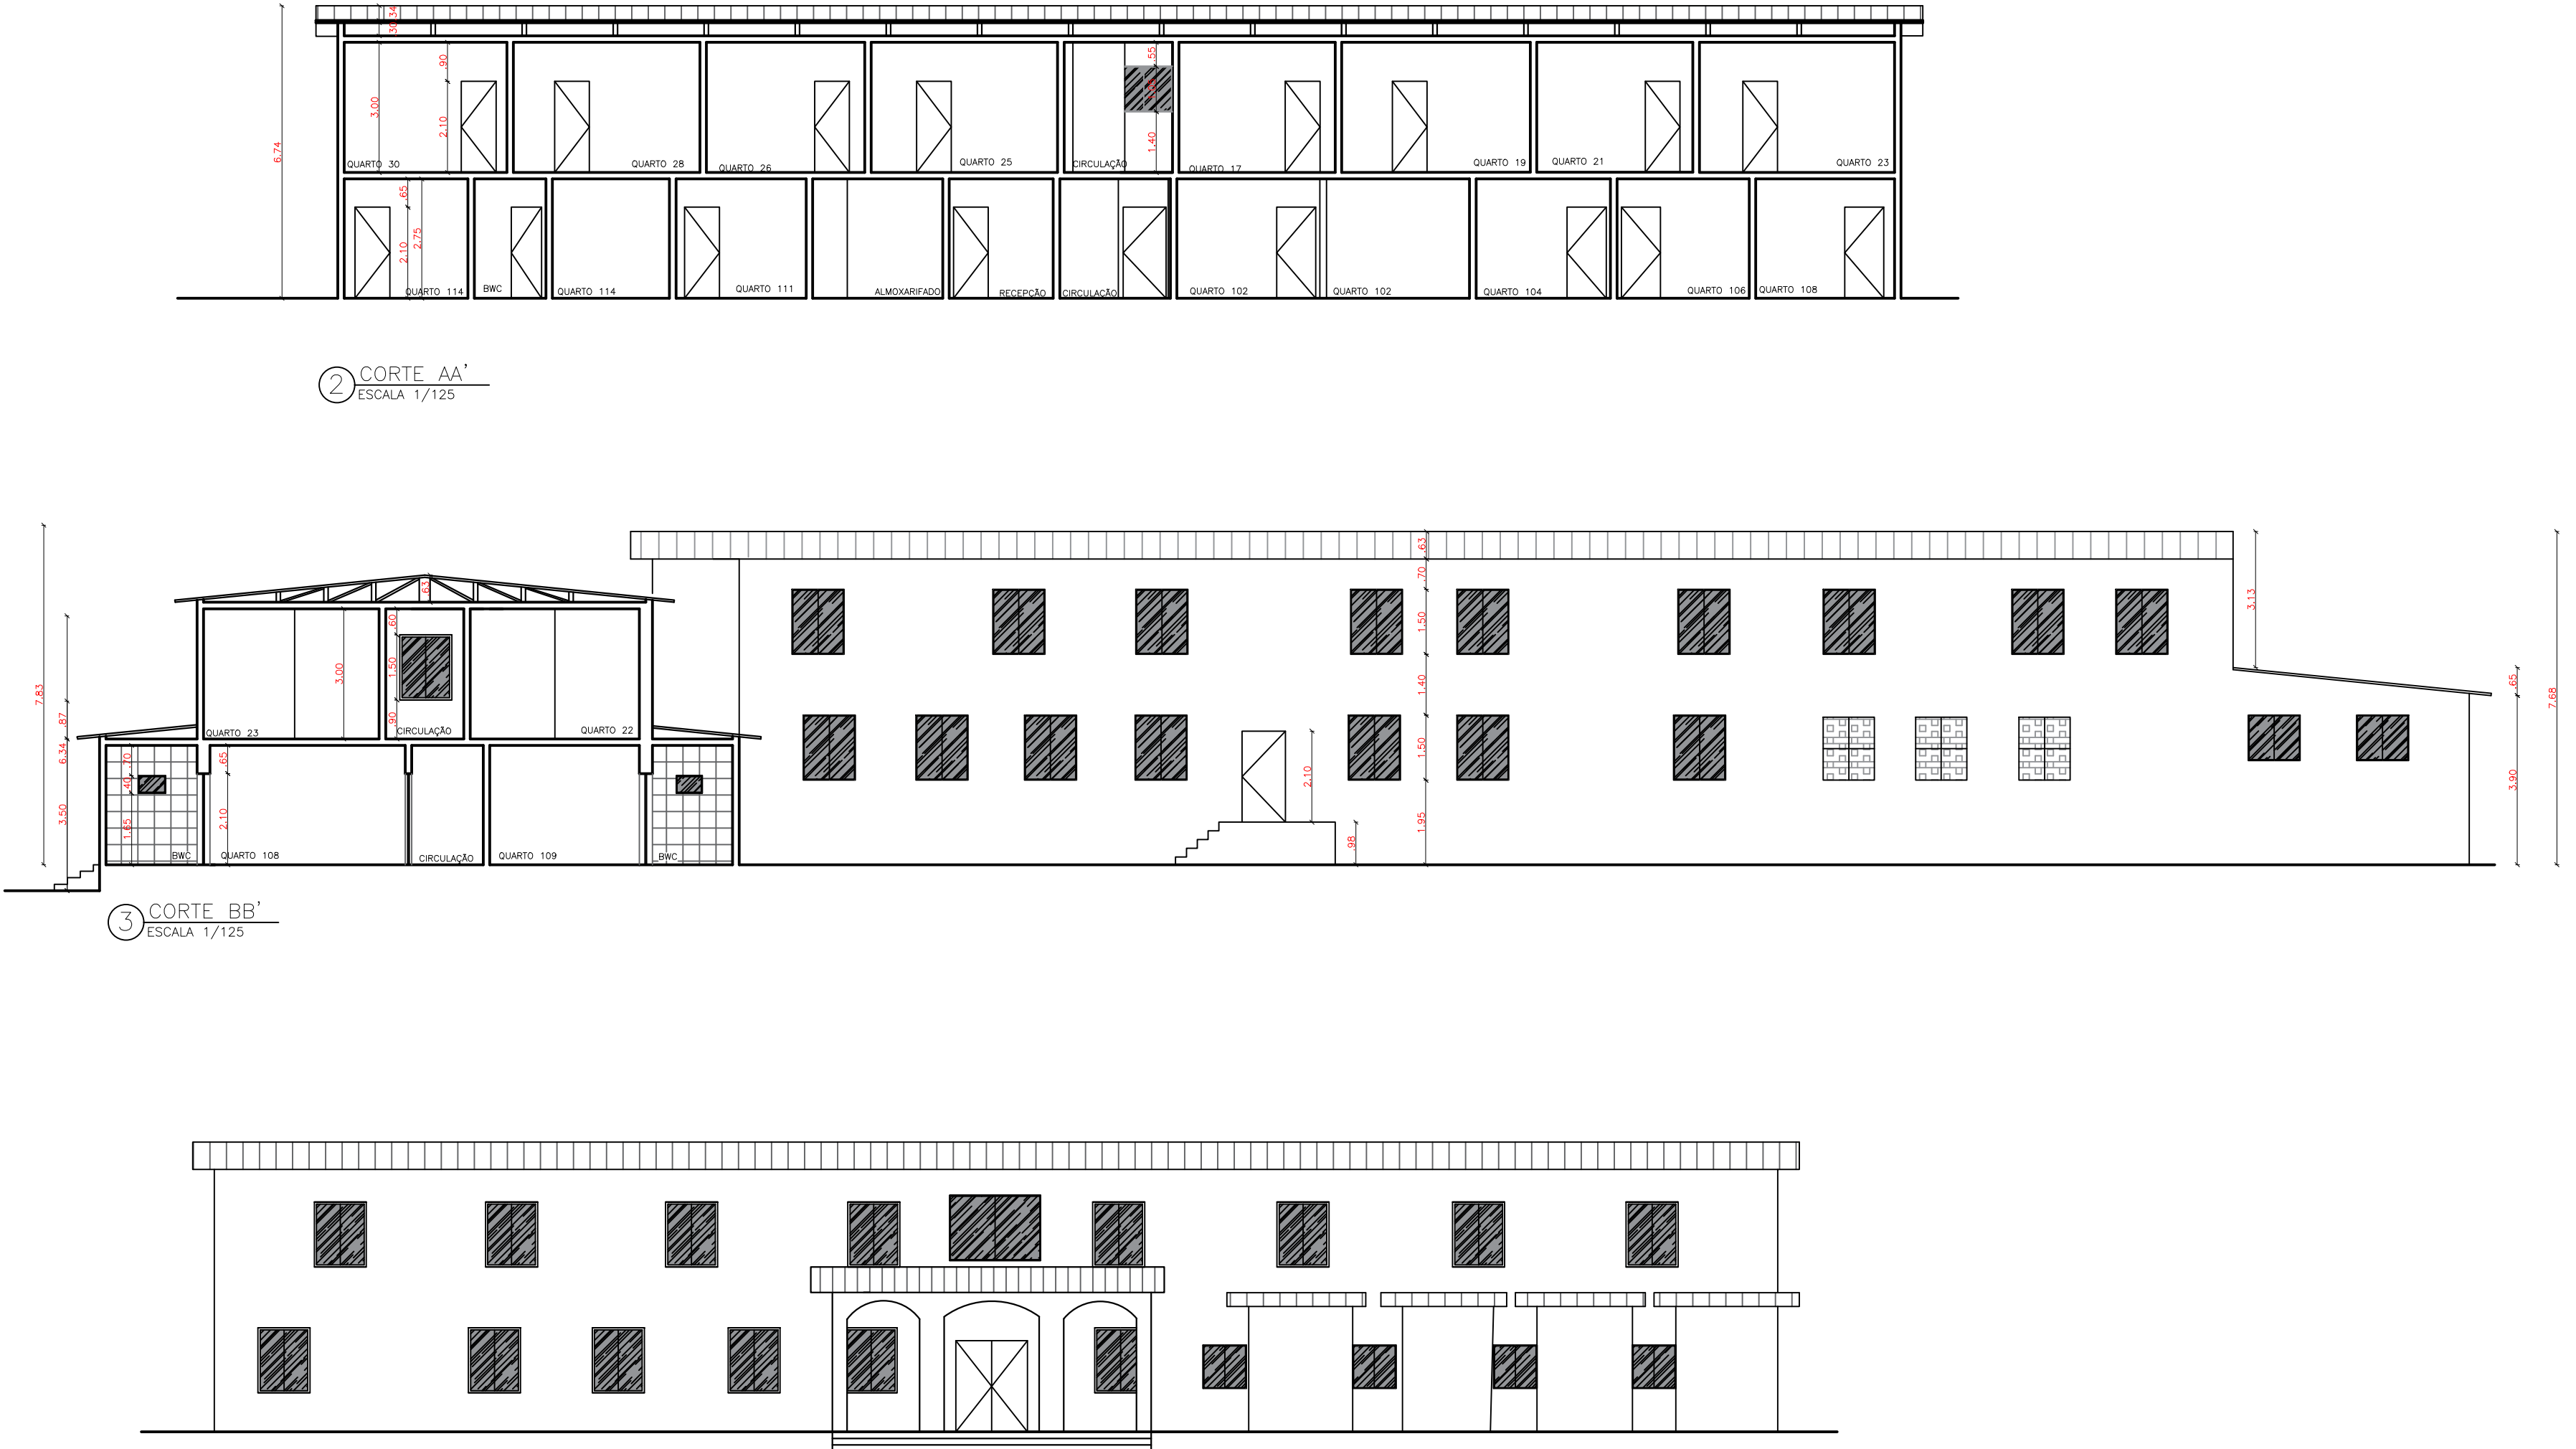 .34
.30
.90
.55
3.00
2.10
1.40
6.74
QUARTO 30
QUARTO 28
QUARTO 26
QUARTO 25
CIRCULAÇÃO
QUARTO 17
QUARTO 19
QUARTO 21
QUARTO 23
.65
2.75
2.10
QUARTO 114
BWC
QUARTO 114
QUARTO 111
ALMOXARIFADO
RECEPÇÃO
CIRCULAÇÃO
QUARTO 102
QUARTO 102
QUARTO 104
QUARTO 106
QUARTO 108
2
CORTE AA'
ESCALA 1/125
.63
.70
1.50
1.40
1.50
1.95
3.13
.65
3.90
7.68
.63
.60
1.50
.90
3.00
7.83
.87
6.34
3.50
QUARTO 23
CIRCULAÇÃO
QUARTO 22
.70
.40
1.65
.65
2.10
2.10
.98
BWC
QUARTO 108
CIRCULAÇÃO
QUARTO 109
BWC
3
CORTE BB'
ESCALA 1/125